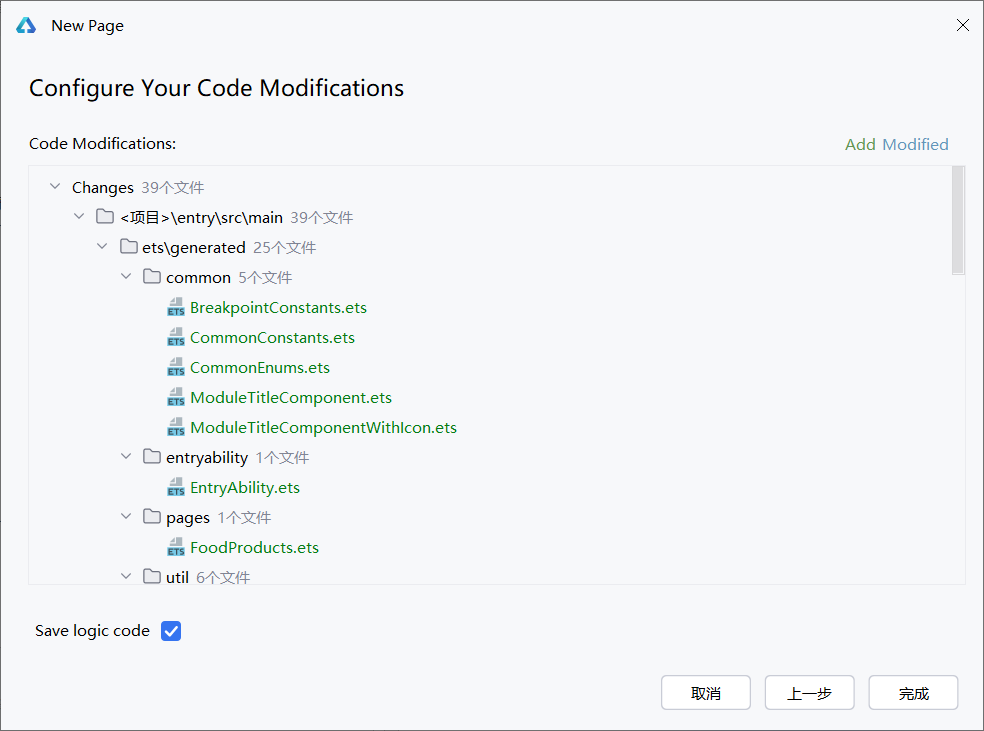 New Page
Configure Your Code Modifications
Code Modifications: Add Modified
Changes 39个文件
<项目>\entry\src\main 39个文件
ets\generated 25个文件
common 5个文件
ETS BreakpointConstants.ets
ETS CommonConstants.ets
ETS CommonEnums.ets
ETS ModuleTitleComponent.ets
ETS ModuleTitleComponentWithIcon.ets
entryability 1个文件
ETS EntryAbility.ets
pages 1个文件
ETS FoodProducts.ets
util 6个文件
Save logic code
取消 上一步 完成